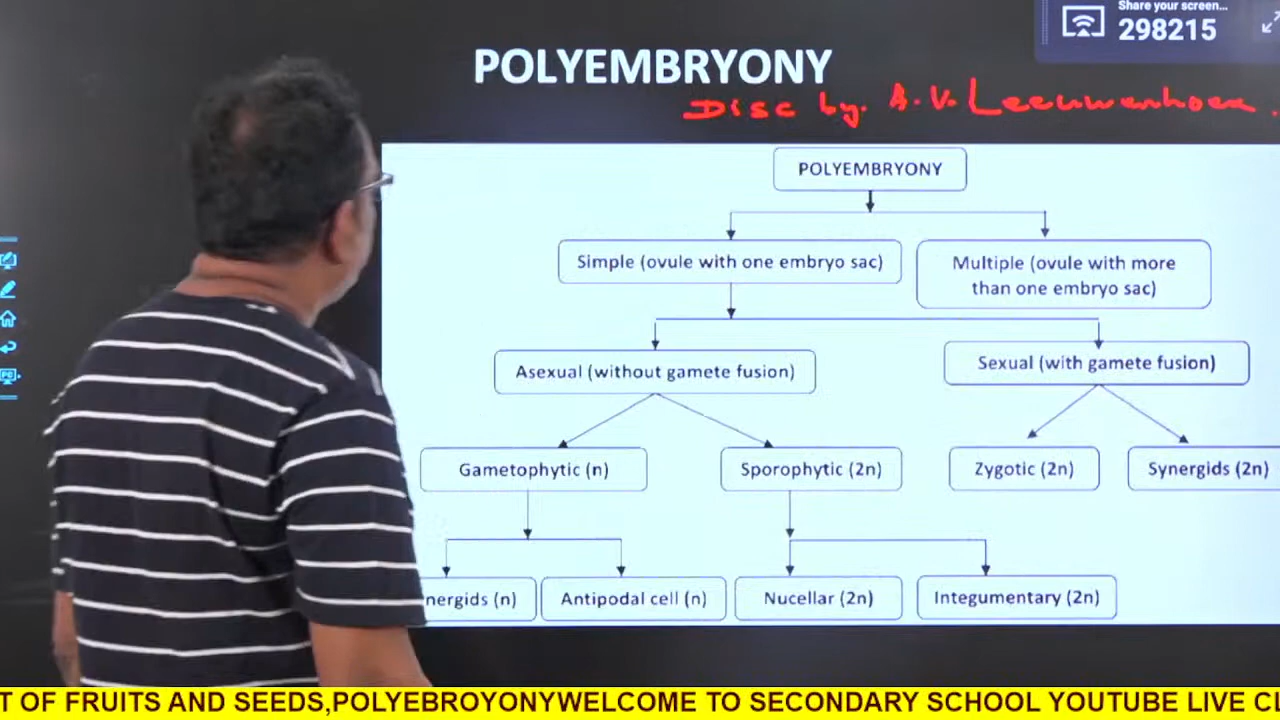 Share your screen...
298215
POLYEMBRYONY
Disc by. A.V. Leeuwenhoek.
POLYEMBRYONY
Simple (ovule with one embryo sac)
Multiple (ovule with more
than one embryo sac)
Asexual (without gamete fusion)
Sexual (with gamete fusion)
Gametophytic (n)
Sporophytic (2n)
Zygotic (2n)
Synergids (2n)
nergids (n)
Antipodal cell (n)
Nucellar (2n)
Integumentary (2n)
PC
T OF FRUITS AND SEEDS,POLYEBROYONYWELCOME TO SECONDARY SCHOOL YOUTUBE LIVE CL